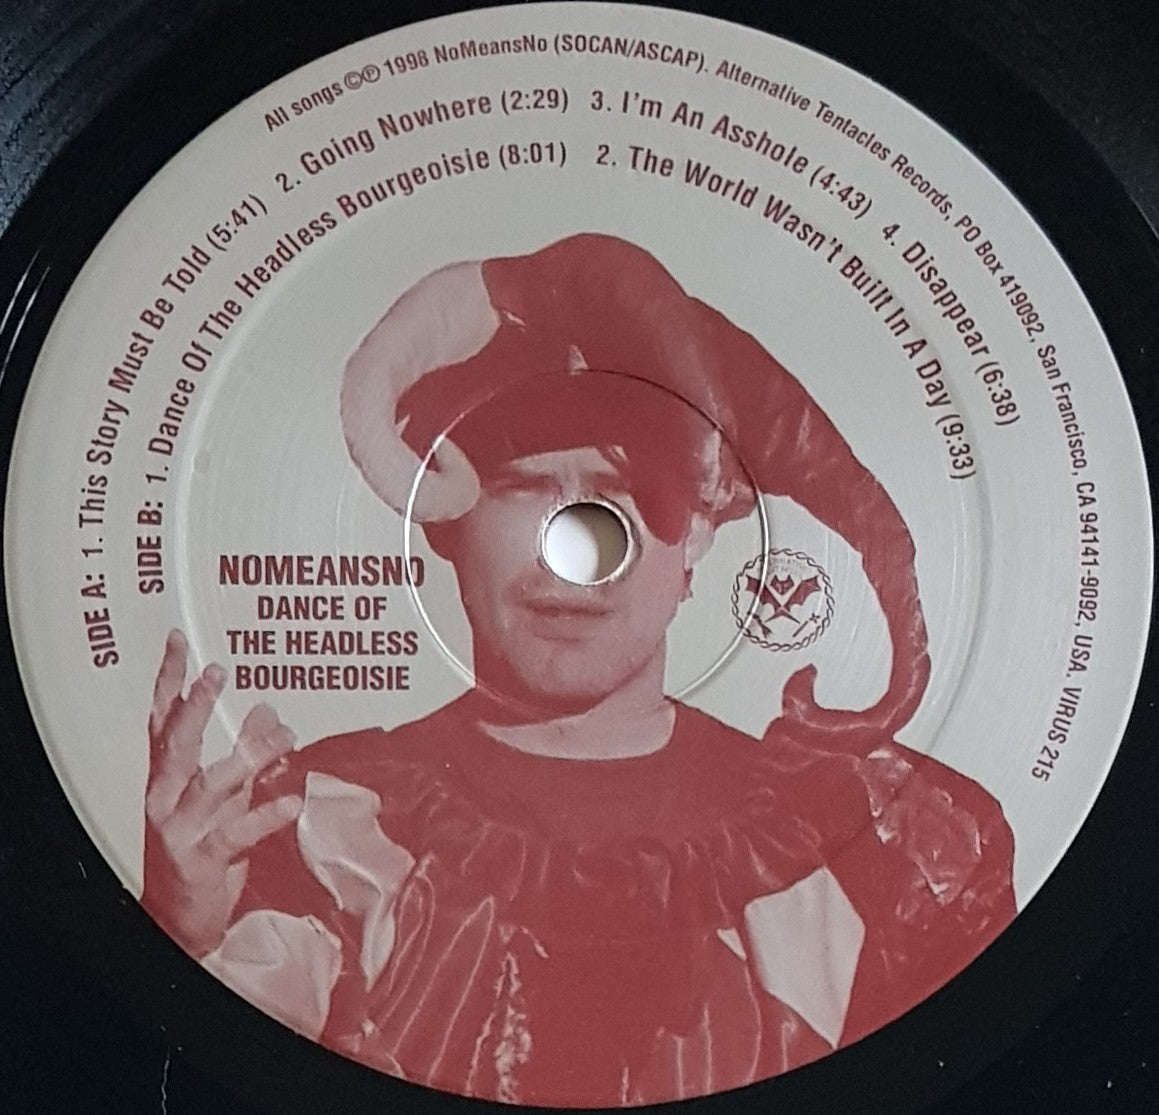 All songs ©℗ 1998 NoMeansNo (SOCAN/ASCAP). Alternative Tentacles Records, PO Box 419092, San Francisco, CA 94141-9092, USA. VIRUS 215
SIDE A: 1. This Story Must Be Told (5:41) 2. Going Nowhere (2:29) 3. I'm An Asshole (4:43) 4. Disappear (6:38)
SIDE B: 1. Dance Of The Headless Bourgeoisie (8:01) 2. The World Wasn't Built In A Day (9:33)
NOMEANSNO
DANCE OF
THE HEADLESS
BOURGEOISIE